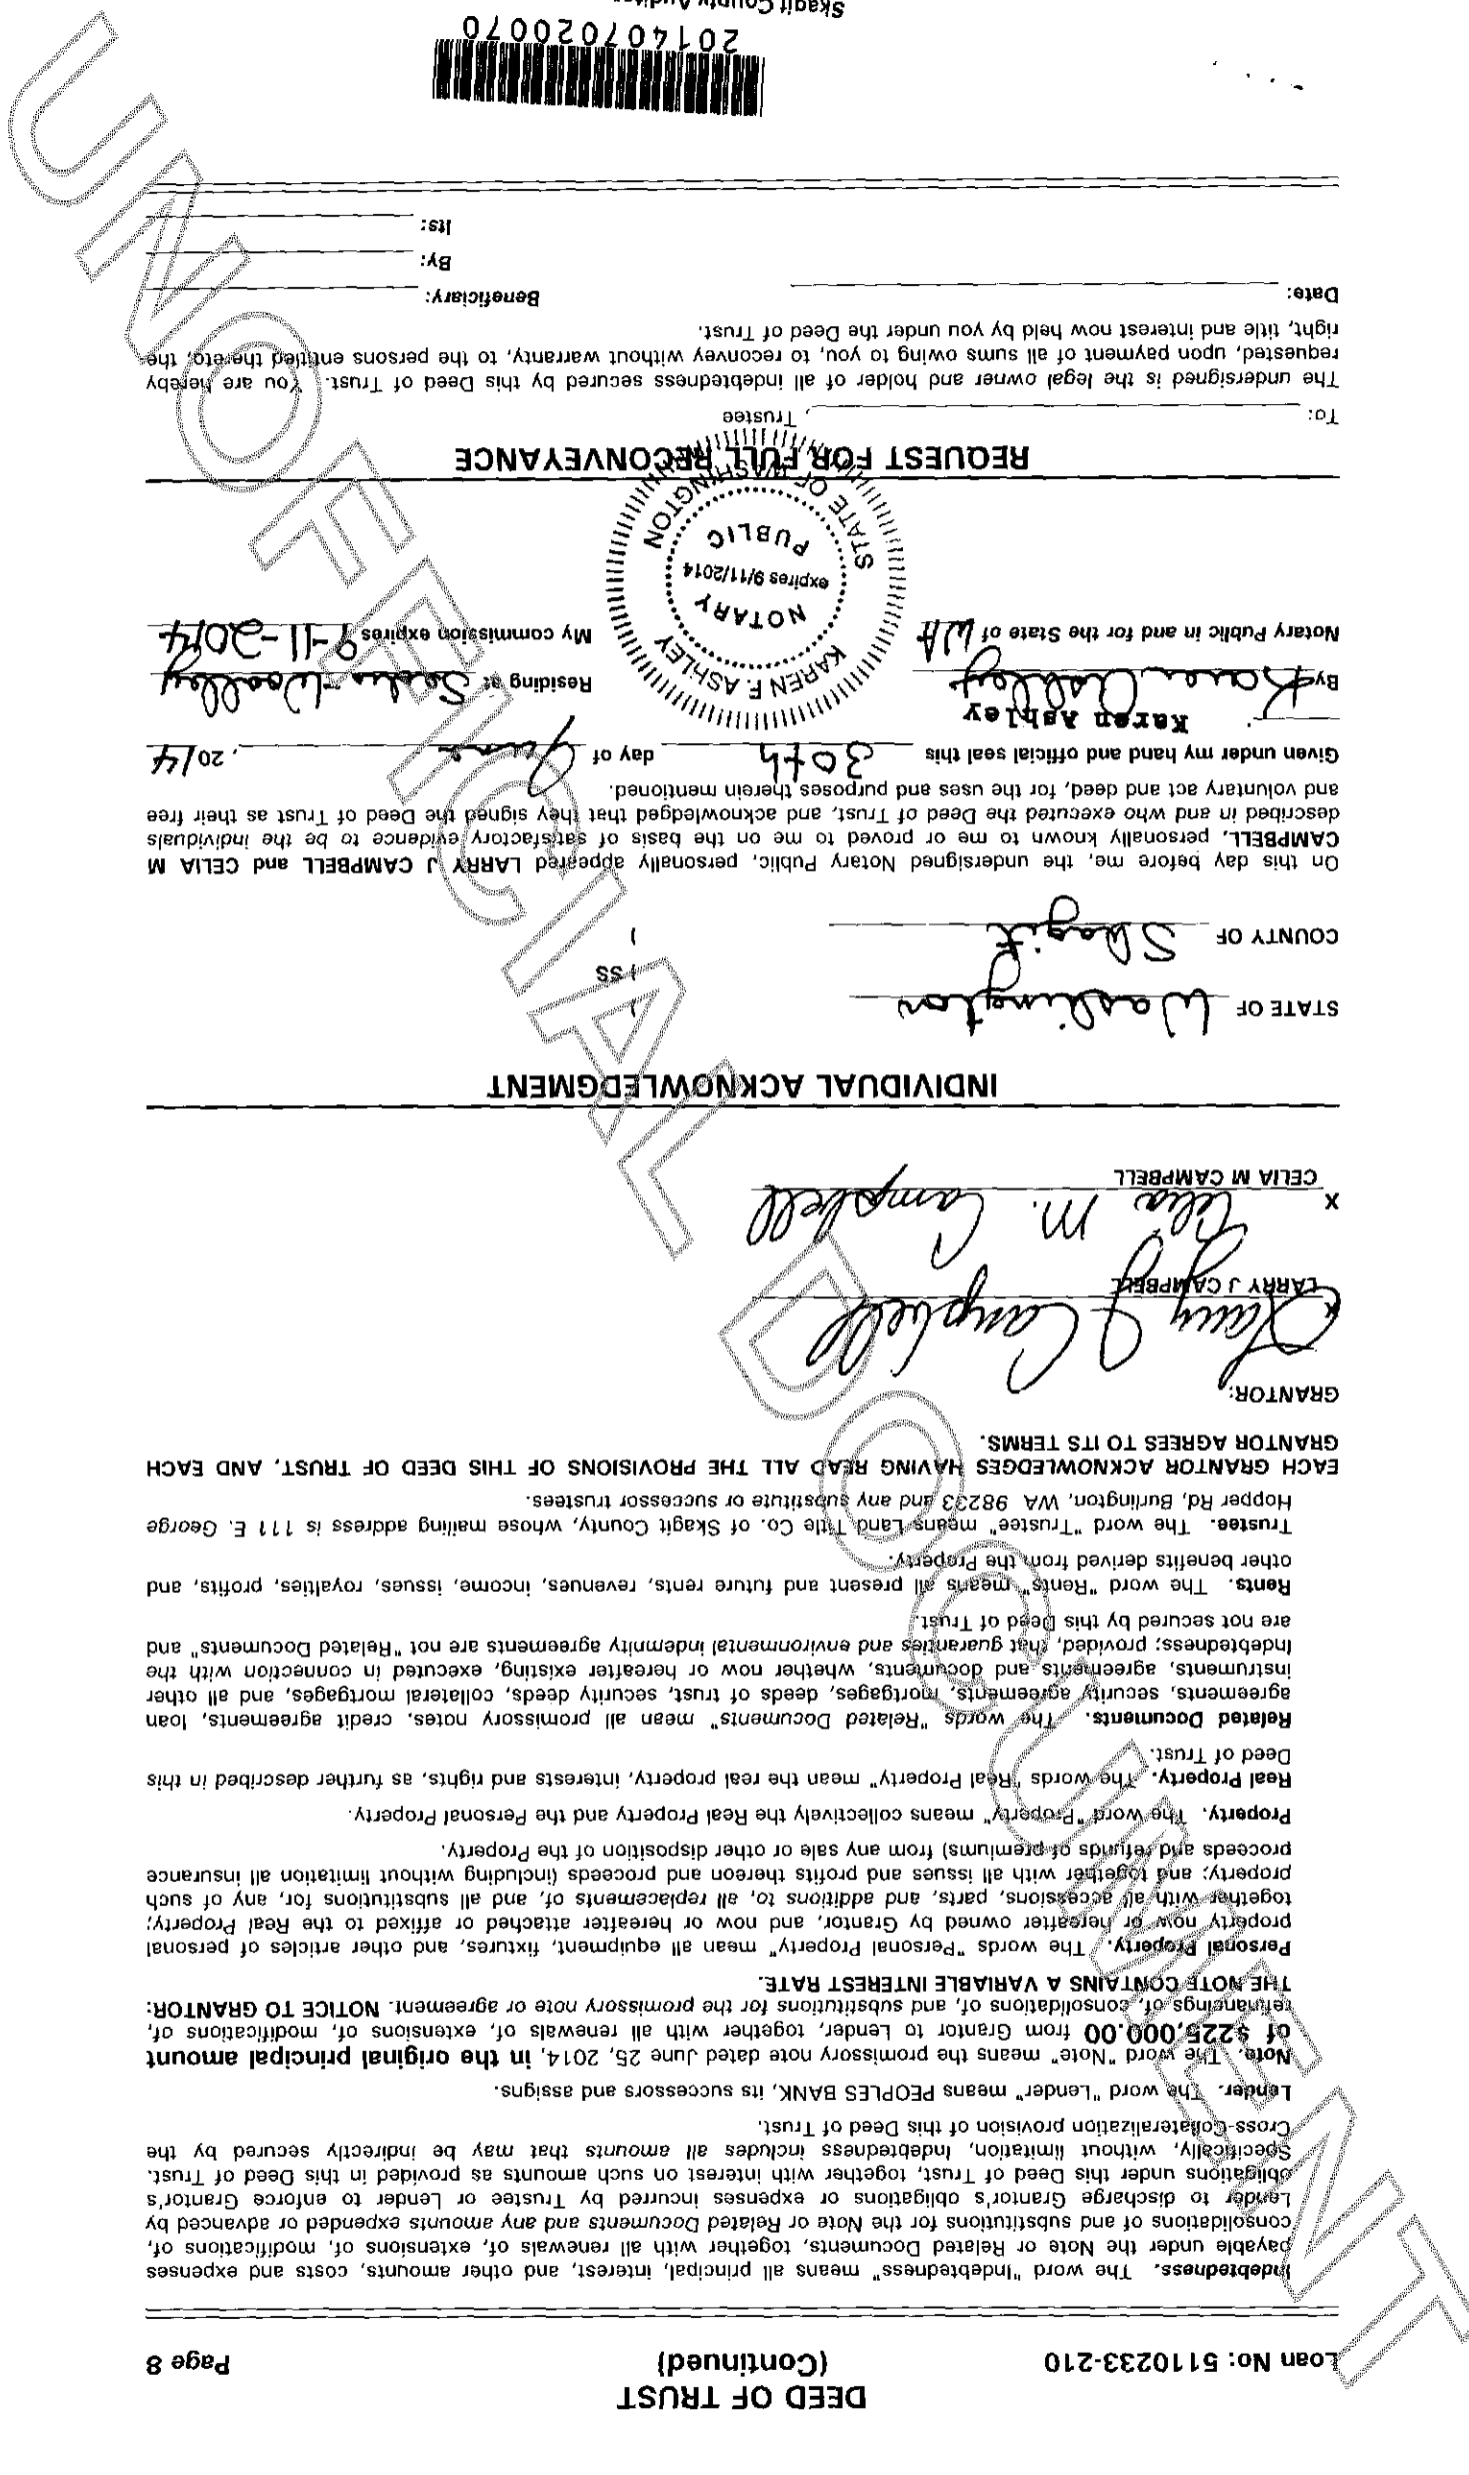 DEED OF TRUST
Loan No: 5110233-210 (Continued) Page 8
Indebtedness. The word "Indebtedness" means all principal, interest, and other amounts, costs and expenses
payable under the Note or Related Documents, together with all renewals of, extensions of, modifications of,
consolidations of and substitutions for the Note or Related Documents and any amounts expended or advanced by
Lender to discharge Grantor's obligations or expenses incurred by Trustee or Lender to enforce Grantor's
obligations under this Deed of Trust, together with interest on such amounts as provided in this Deed of Trust.
Specifically, without limitation, Indebtedness includes all amounts that may be indirectly secured by the
Cross-Collateralization provision of this Deed of Trust.
Lender. The word "Lender" means PEOPLES BANK, its successors and assigns.
Note. The word "Note" means the promissory note dated June 25, 2014, in the original principal amount
of $225,000.00 from Grantor to Lender, together with all renewals of, extensions of, modifications of,
refinancings of, consolidations of, and substitutions for the promissory note or agreement. NOTICE TO GRANTOR:
THE NOTE CONTAINS A VARIABLE INTEREST RATE.
Personal Property. The words "Personal Property" mean all equipment, fixtures, and other articles of personal
property now or hereafter owned by Grantor, and now or hereafter attached or affixed to the Real Property;
together with all accessions, parts, and additions to, all replacements of, and all substitutions for, any of such
property; and together with all issues and profits thereon and proceeds (including without limitation all insurance
proceeds and refunds of premiums) from any sale or other disposition of the Property.
Property. The word "Property" means collectively the Real Property and the Personal Property.
Real Property. The words "Real Property" mean the real property, interests and rights, as further described in this
Deed of Trust.
Related Documents. The words "Related Documents" mean all promissory notes, credit agreements, loan
agreements, security agreements, mortgages, deeds of trust, security deeds, collateral mortgages, and all other
instruments, agreements and documents, whether now or hereafter existing, executed in connection with the
Indebtedness; provided, that guaranties and environmental indemnity agreements are not "Related Documents" and
are not secured by this Deed of Trust.
Rents. The word "Rents" means all present and future rents, revenues, income, issues, royalties, profits, and
other benefits derived from the Property.
Trustee. The word "Trustee" means Land Title Co. of Skagit County, whose mailing address is 111 E. George
Hopper Rd, Burlington, WA 98233 and any substitute or successor trustees.
EACH GRANTOR ACKNOWLEDGES HAVING READ ALL THE PROVISIONS OF THIS DEED OF TRUST, AND EACH
GRANTOR AGREES TO ITS TERMS.
GRANTOR:
X Larry J Campbell
LARRY J CAMPBELL
X Celia M. Campbell
CELIA M CAMPBELL
INDIVIDUAL ACKNOWLEDGMENT
STATE OF Washington )
) SS
COUNTY OF Skagit )
On this day before me, the undersigned Notary Public, personally appeared LARRY J CAMPBELL and CELIA M
CAMPBELL, personally known to me or proved to me on the basis of satisfactory evidence to be the individuals
described in and who executed the Deed of Trust, and acknowledged that they signed the Deed of Trust as their free
and voluntary act and deed, for the uses and purposes therein mentioned.
Given under my hand and official seal this 30th day of June, 2014
Karen Ashley
By Karen Ashley Residing at Sedro-Woolley
Notary Public in and for the State of WA My commission expires 9-11-2014
KAREN F. ASHLEY
NOTARY
expires 9/11/2014
PUBLIC
STATE OF WASHINGTON
REQUEST FOR FULL RECONVEYANCE
To: , Trustee
The undersigned is the legal owner and holder of all indebtedness secured by this Deed of Trust. You are hereby
requested, upon payment of all sums owing to you, to reconvey without warranty, to the persons entitled thereto, the
right, title and interest now held by you under the Deed of Trust.
Date: Beneficiary:
By:
Its:
201407020070
Skagit County Auditor
UNOFFICIAL DOCUMENT